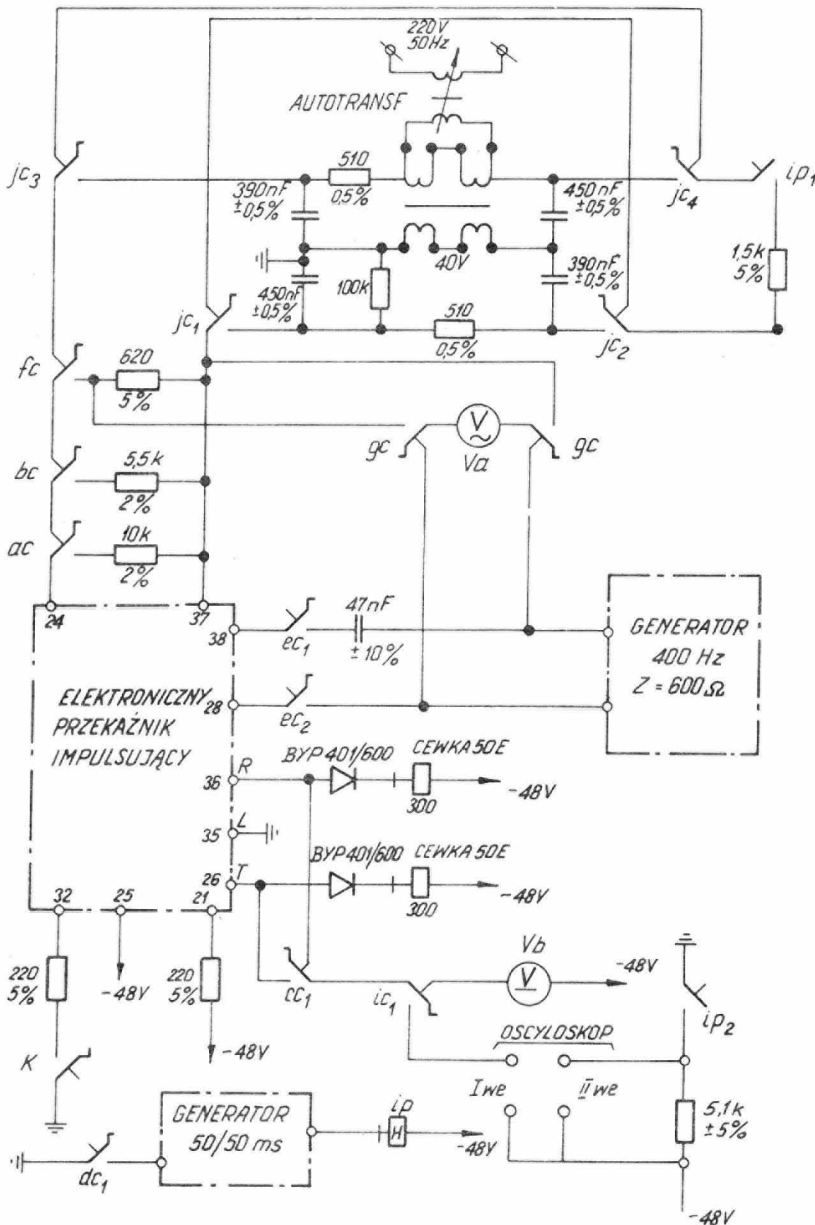 220V
50Hz
AUTOTRANSF
jc3
510
0,5%
390nF
±0,5%
450nF
±0,5%
jc4
ip1
1,5k
5%
40V
100k
450nF
±0,5%
390nF
±0,5%
jc1
510
0,5%
jc2
fc
620
5%
gc
V
Va
gc
bc
5,5k
2%
ac
10k
2%
24
37
38
ec1
47nF
±10%
GENERATOR
400 Hz
Z = 600Ω
ELEKTRONICZNY
PRZEKAŹNIK
IMPULSUJĄCY
28
ec2
36
R
BYP 401/600
CEWKA 50E
300
-48V
35
L
26
T
BYP 401/600
CEWKA 50E
300
-48V
32
25
21
220
5%
-48V
220
5%
-48V
cc1
ic1
Vb
V
-48V
ip2
OSCYLOSKOP
I we
II we
5,1k
±5%
-48V
K
GENERATOR
50/50 ms
ip
H
-48V
dc1